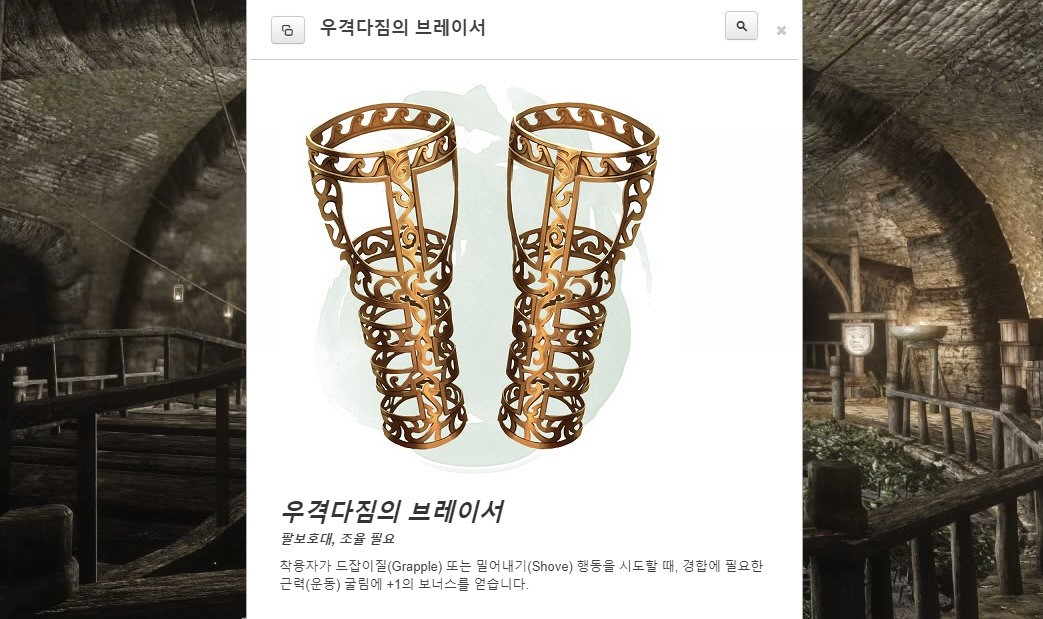 우격다짐의 브레이서
우격다짐의 브레이서
팔보호대, 조율 필요
착용자가 드잡이질(Grapple) 또는 밀어내기(Shove) 행동을 시도할 때, 경합에 필요한
근력(운동) 굴림에 +1의 보너스를 얻습니다.